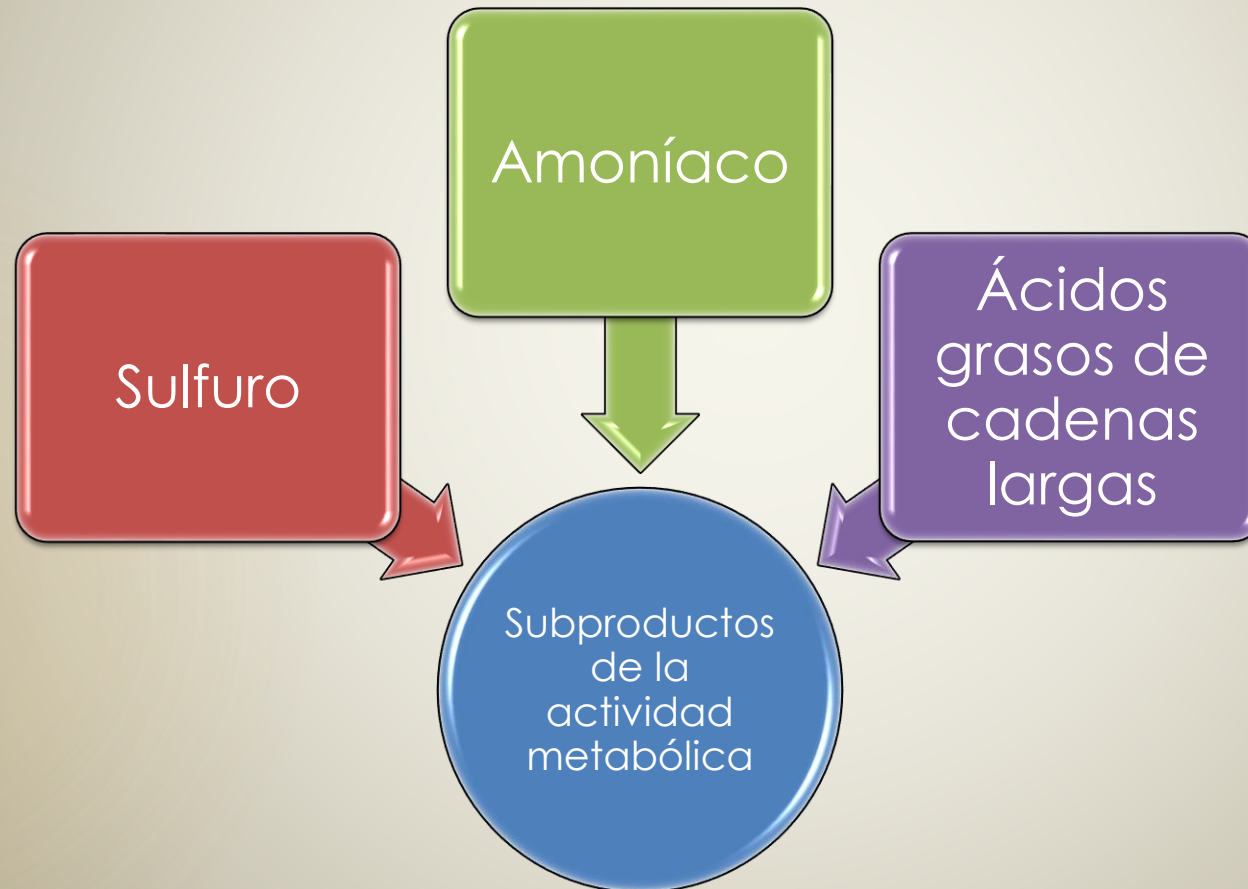 Amoníaco
Sulfuro
Ácidos
grasos de
cadenas
largas
Subproductos
de la
actividad
metabólica